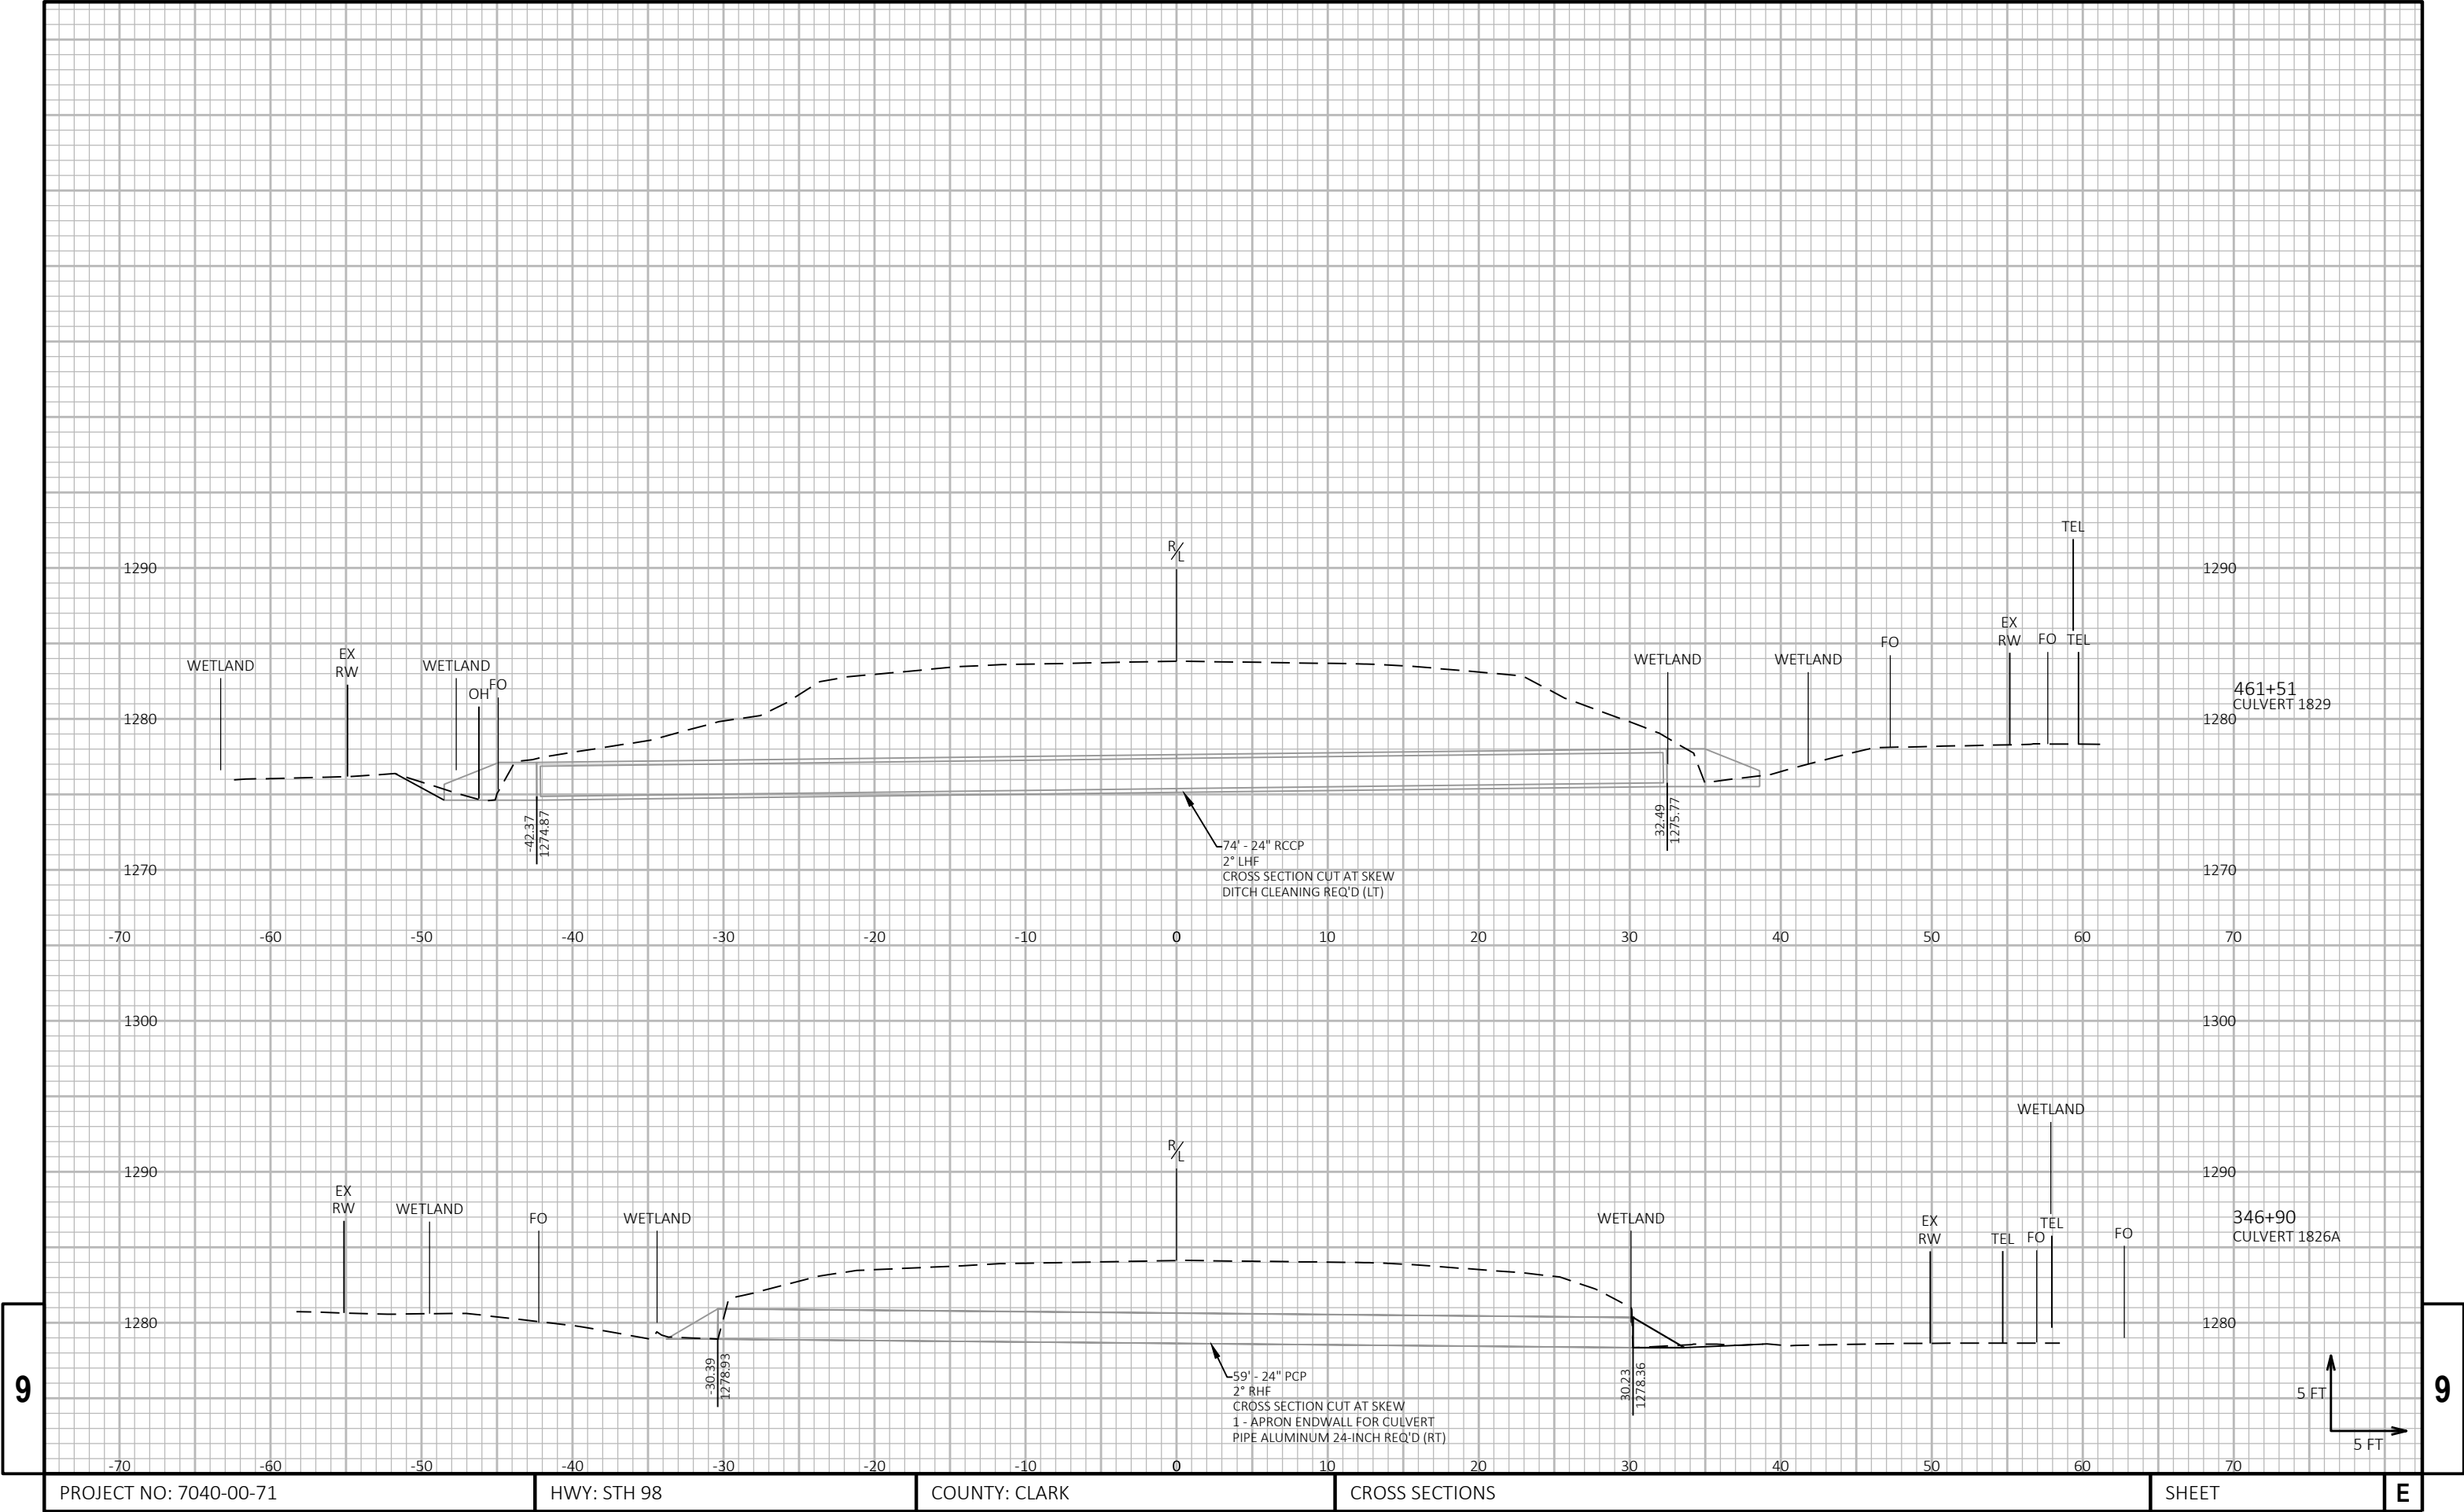 TEL
R/L
1290 1290
EX
RW FO TEL
FO
EX
RW
WETLAND WETLAND WETLAND WETLAND
OH FO
461+51
CULVERT 1829
1280 1280
-42.37
1274.87
32.49
1275.77
74' - 24" RCCP
2° LHF
CROSS SECTION CUT AT SKEW
DITCH CLEANING REQ'D (LT)
1270 1270
-70 -60 -50 -40 -30 -20 -10 0 10 20 30 40 50 60 70
1300 1300
WETLAND
R/L
1290 1290
EX
RW WETLAND FO WETLAND WETLAND
EX
RW TEL FO TEL FO
346+90
CULVERT 1826A
1280 1280
-30.39
1278.93
30.23
1278.36
59' - 24" PCP
2° RHF
CROSS SECTION CUT AT SKEW
1 - APRON ENDWALL FOR CULVERT
PIPE ALUMINUM 24-INCH REQ'D (RT)
5 FT
5 FT
9 9
-70 -60 -50 -40 -30 -20 -10 0 10 20 30 40 50 60 70
PROJECT NO: 7040-00-71 HWY: STH 98 COUNTY: CLARK CROSS SECTIONS SHEET E